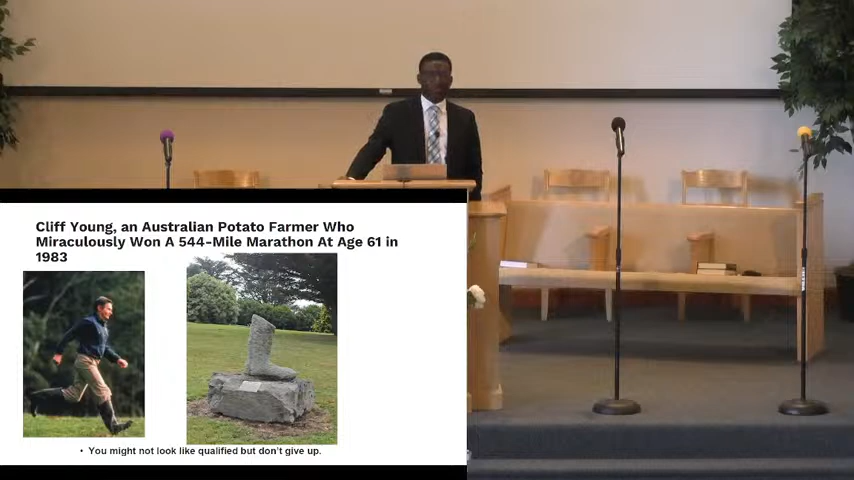 Cliff Young, an Australian Potato Farmer Who
Miraculously Won A 544-Mile Marathon At Age 61 in
1983
• You might not look like qualified but don't give up.